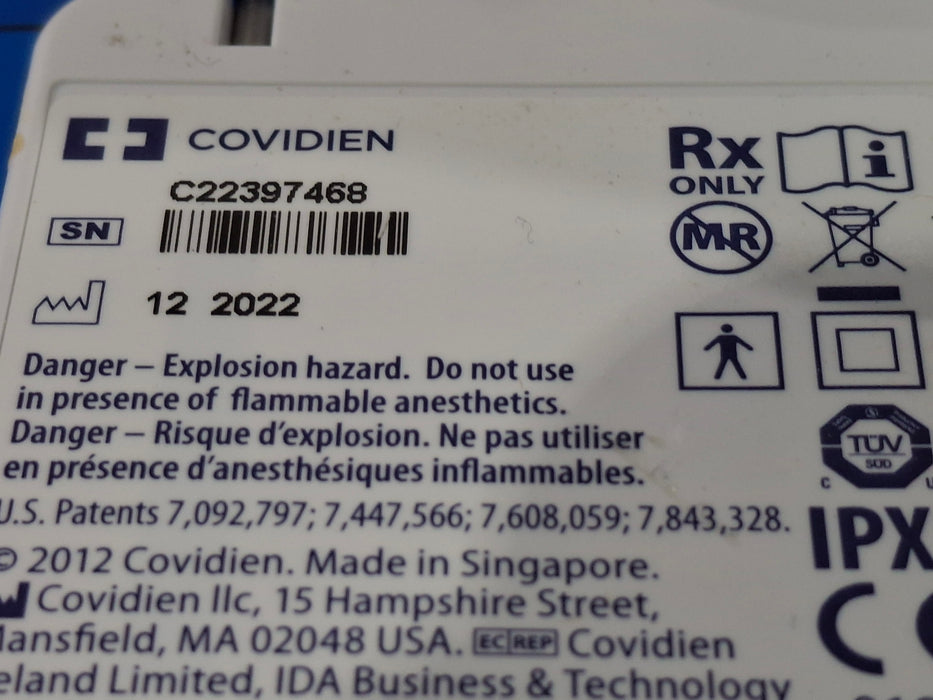 COVIDIEN
C22397468
SN
12 2022
Danger – Explosion hazard. Do not use
in presence of flammable anesthetics.
Danger – Risque d'explosion. Ne pas utiliser
en présence d'anesthésiques inflammables.
U.S. Patents 7,092,797; 7,447,566; 7,608,059; 7,843,328.
© 2012 Covidien. Made in Singapore.
Covidien llc, 15 Hampshire Street,
Mansfield, MA 02048 USA. EC REP Covidien
eland Limited, IDA Business & Technology
Rx
ONLY
MR
i
TÜV
SÜD
C U
IPX
CE